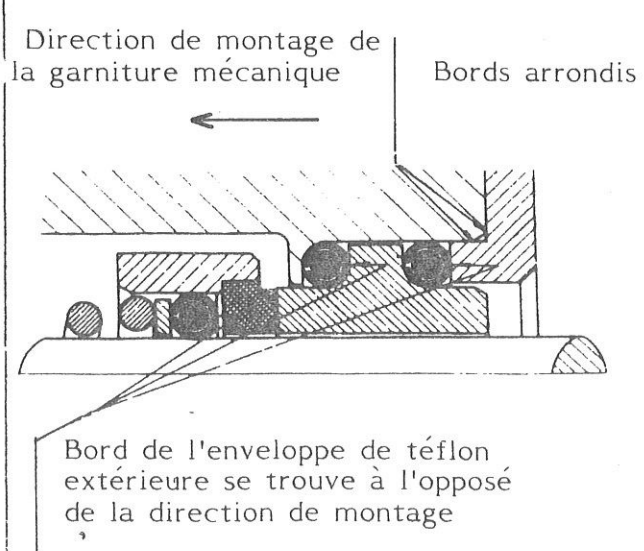 Direction de montage de
la garniture mécanique
Bords arrondis
Bord de l'enveloppe de téflon
extérieure se trouve à l'opposé
de la direction de montage